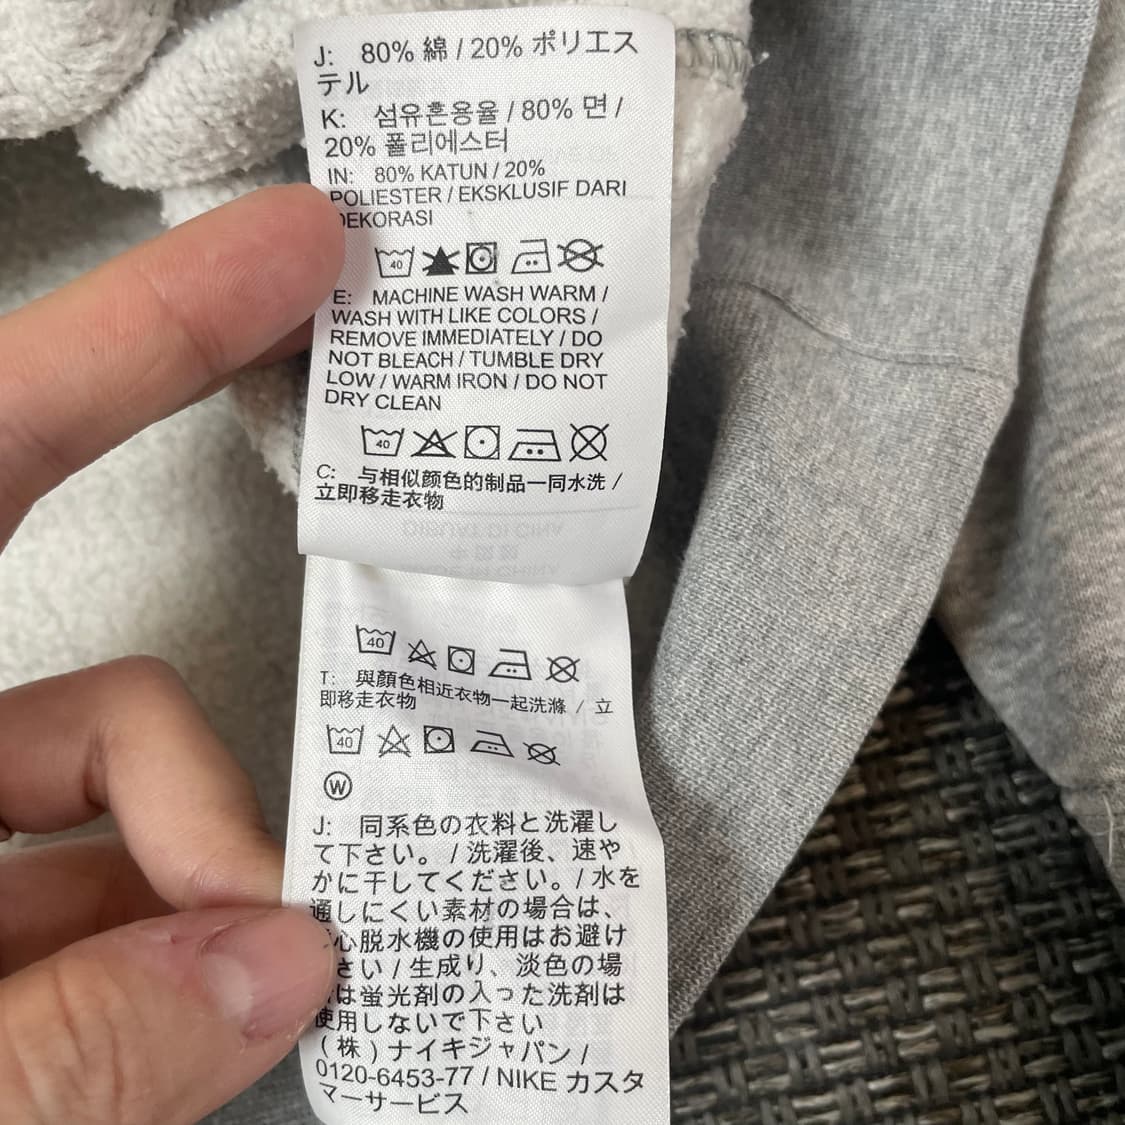 J: 80% 綿 / 20% ポリエス
テル
K: 섬유혼용율 / 80% 면 /
20% 폴리에스터
IN: 80% KATUN / 20%
POLIESTER / EKSKLUSIF DARI
DEKORASI
40
E: MACHINE WASH WARM /
WASH WITH LIKE COLORS /
REMOVE IMMEDIATELY / DO
NOT BLEACH / TUMBLE DRY
LOW / WARM IRON / DO NOT
DRY CLEAN
40
C: 与相似颜色的制品一同水洗 /
立即移走衣物
40
T: 與顏色相近衣物一起洗滌 / 立
即移走衣物
40
W
J: 同系色の衣料と洗濯し
て下さい。 / 洗濯後、速や
かに干してください。 / 水を
通しにくい素材の場合は、
心脱水機の使用はお避け
さい / 生成り、淡色の場
は蛍光剤の入った洗剤は
使用しないで下さい
(株)ナイキジャパン /
0120-6453-77 / NIKE カスタ
マーサービス